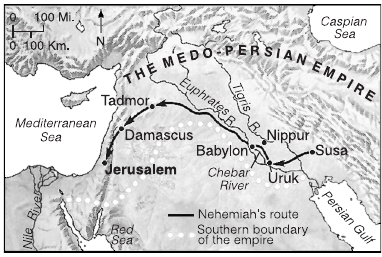 0 100 Mi.
0 100 Km.
N
Caspian
Sea
THE MEDO-PERSIAN EMPIRE
Tadmor
Euphrates R.
Tigris R.
Mediterranean
Sea
Damascus
Nippur
Babylon
Susa
Jerusalem
Chebar
River
Uruk
Nile River
Red
Sea
Persian Gulf
Nehemiah's route
Southern boundary
of the empire